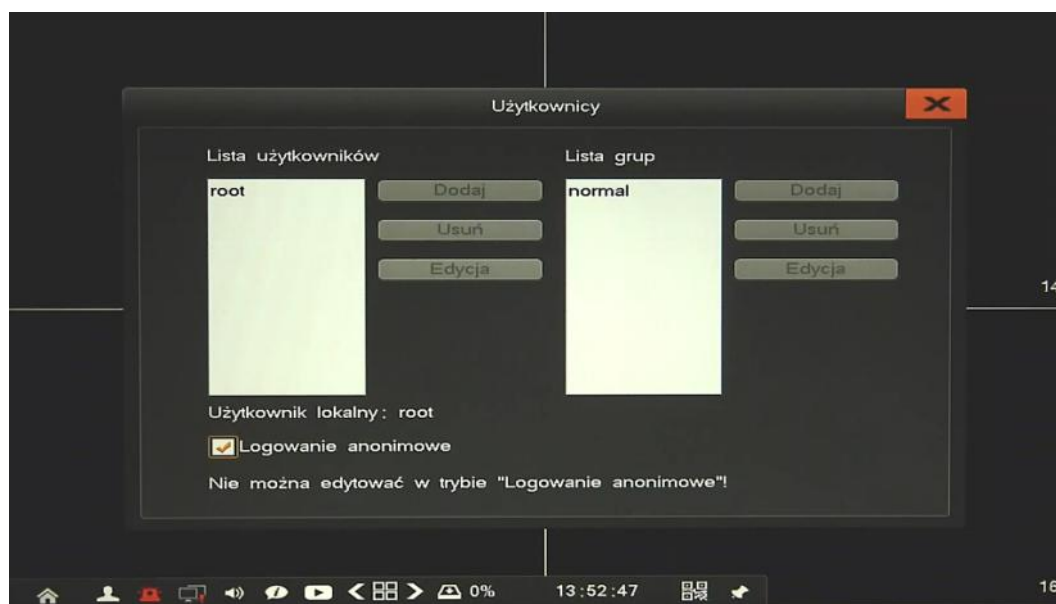 Użytkownicy
Lista użytkowników
root
Dodaj
Usuń
Edycja
Lista grup
normal
Dodaj
Usuń
Edycja
Użytkownik lokalny: root
Logowanie anonimowe
Nie można edytować w trybie "Logowanie anonimowe"!
14
0%
13:52:47
16